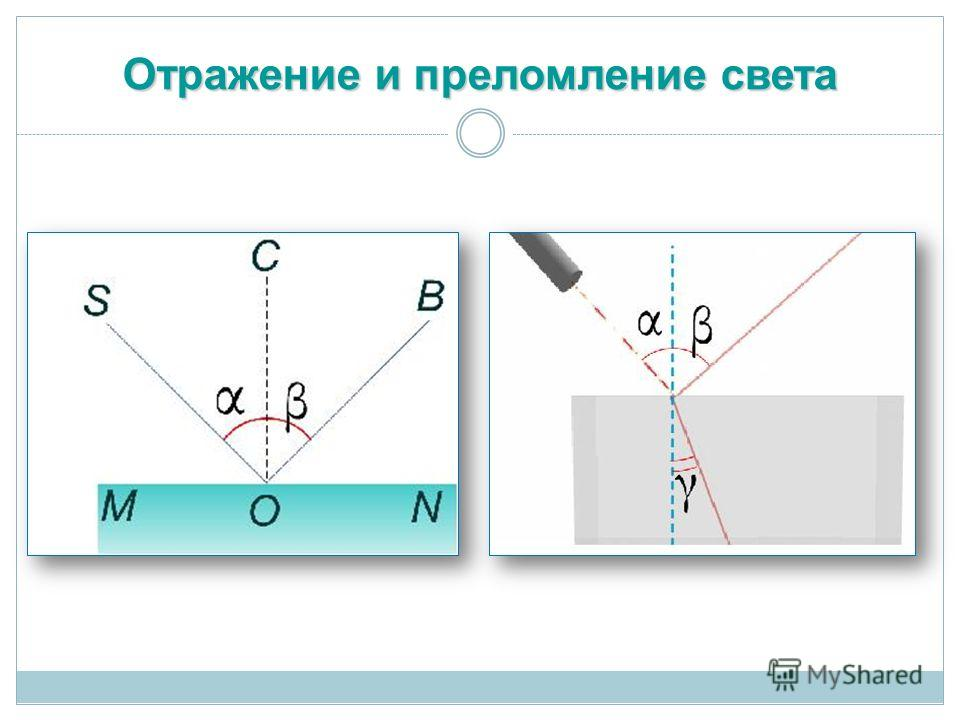 Отражение и преломление света
C
S
B
α β
M O N
α β
γ
MyShared